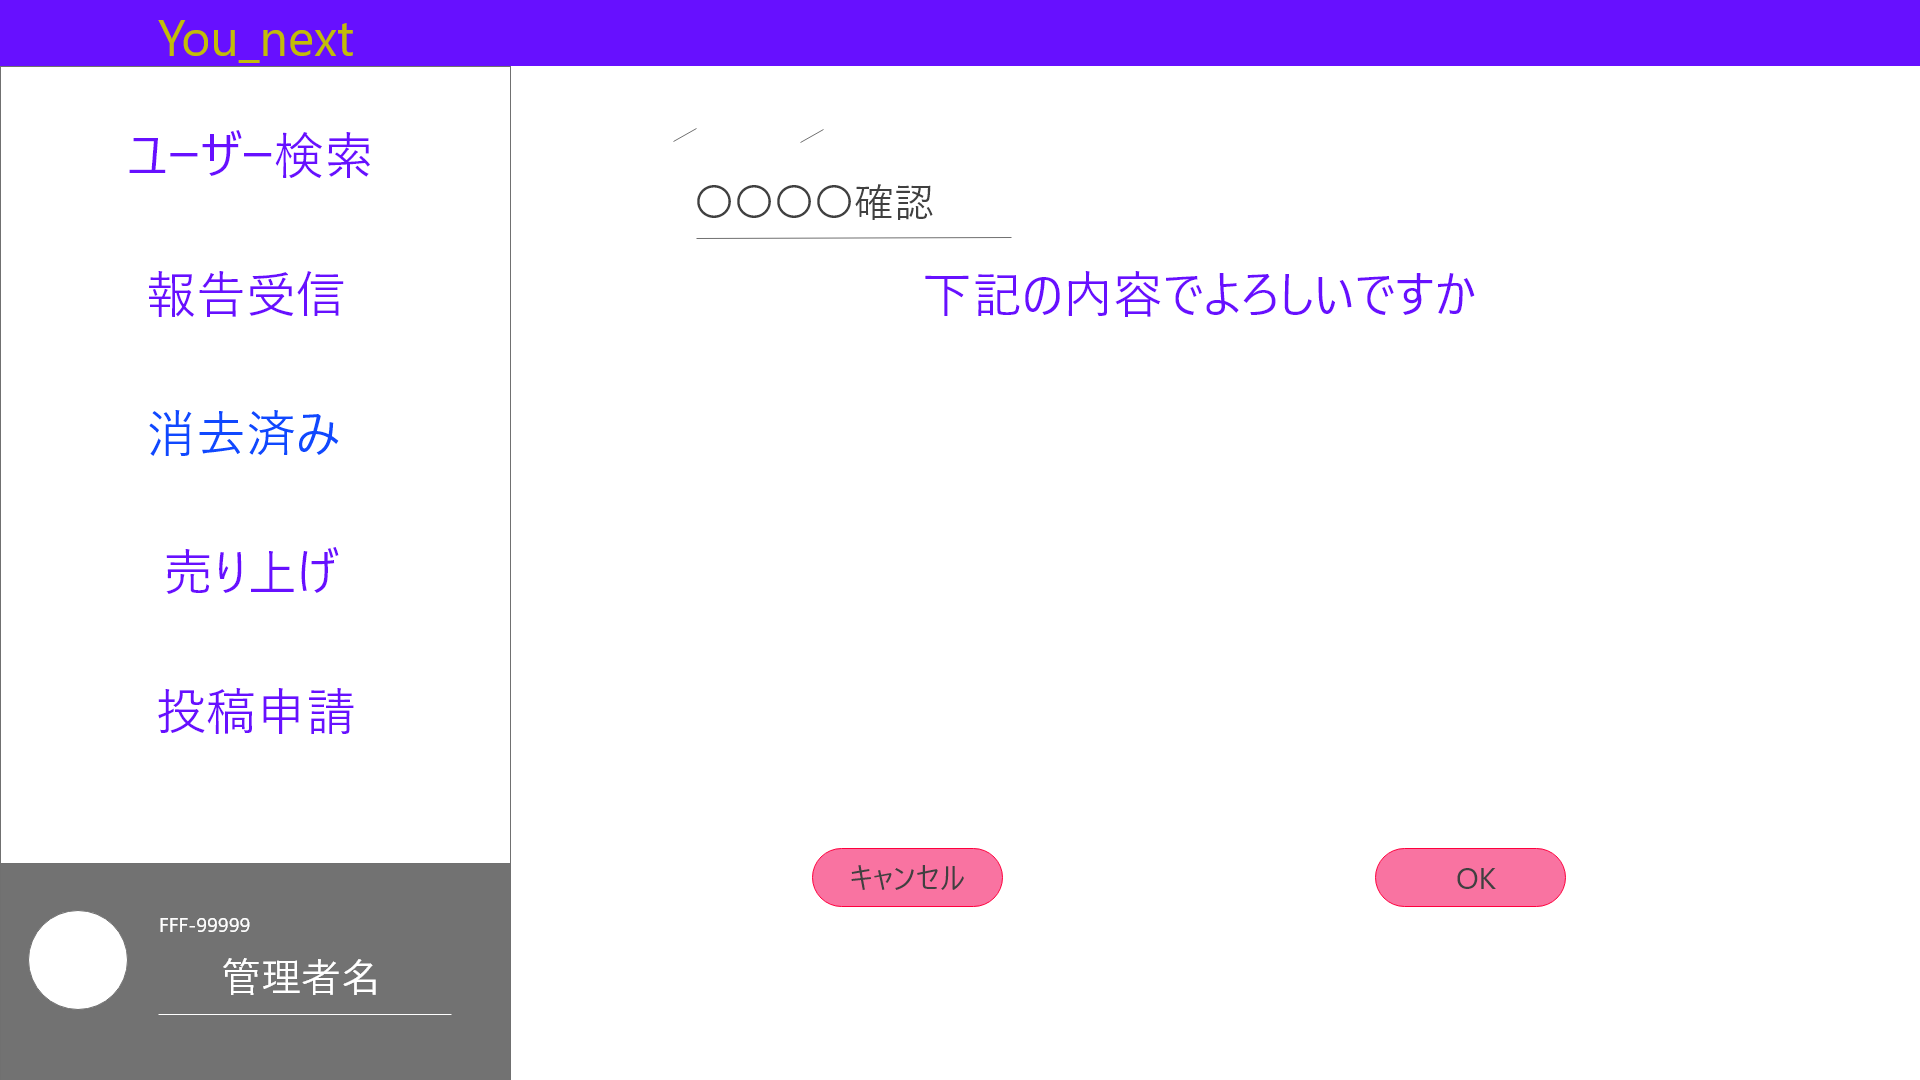 You_next
ユーザー検索
報告受信
消去済み
売り上げ
投稿申請
FFF-99999
管理者名
／ ／
〇〇〇〇確認
下記の内容でよろしいですか
キャンセル
OK